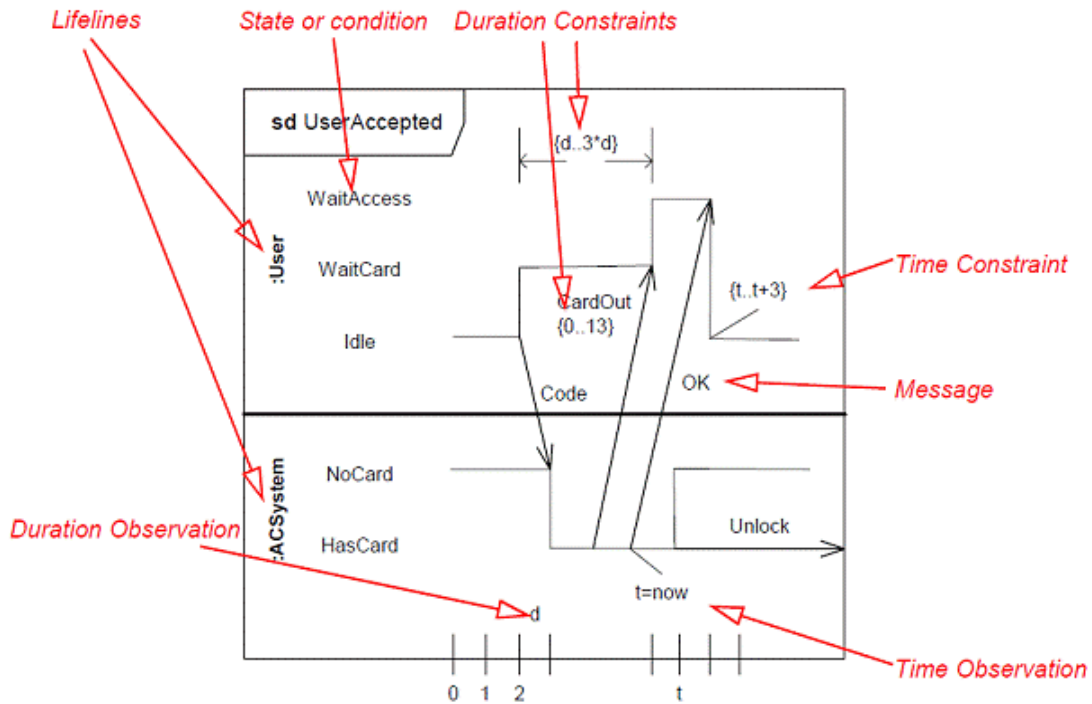 Lifelines
State or condition
Duration Constraints
sd UserAccepted
{d..3*d}
WaitAccess
:User
WaitCard
Time Constraint
CardOut
{0..13}
{t..t+3}
Idle
Code
OK
Message
:ACSystem
NoCard
Duration Observation
HasCard
Unlock
t=now
d
Time Observation
0 1 2 t